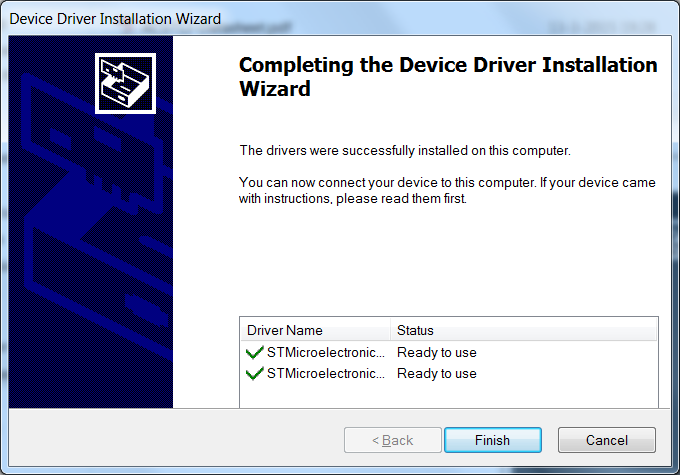 Device Driver Installation Wizard
Completing the Device Driver Installation
Wizard
The drivers were successfully installed on this computer.
You can now connect your device to this computer. If your device came
with instructions, please read them first.
Driver Name Status
STMicroelectronic... Ready to use
STMicroelectronic... Ready to use
< Back Finish Cancel